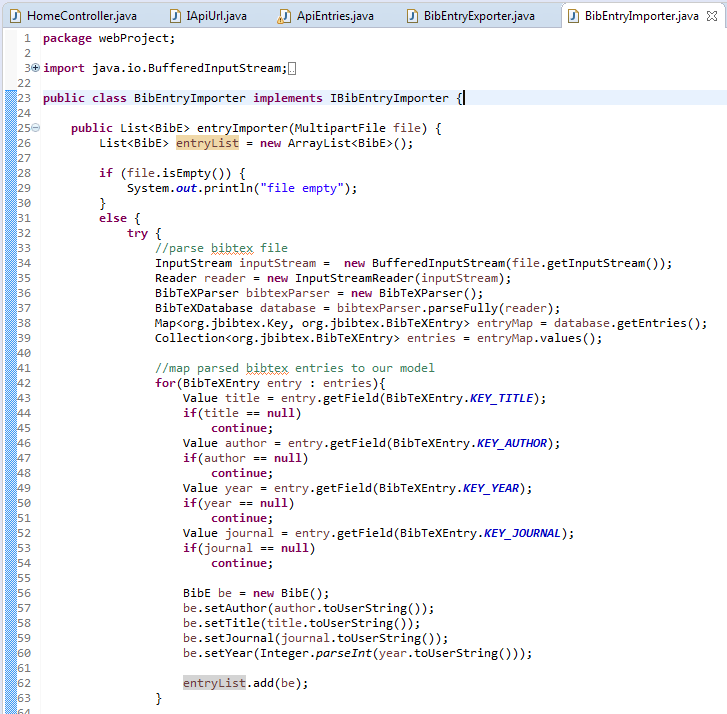 HomeController.java IApiUrl.java ApiEntries.java BibEntryExporter.java BibEntryImporter.java
1 package webProject;
2
3 import java.io.BufferedInputStream;
22
23 public class BibEntryImporter implements IBibEntryImporter {
24
25 public List<BibE> entryImporter(MultipartFile file) {
26 List<BibE> entryList = new ArrayList<BibE>();
27
28 if (file.isEmpty()) {
29 System.out.println("file empty");
30 }
31 else {
32 try {
33 //parse bibtex file
34 InputStream inputStream =  new BufferedInputStream(file.getInputStream());
35 Reader reader = new InputStreamReader(inputStream);
36 BibTeXParser bibtexParser = new BibTeXParser();
37 BibTeXDatabase database = bibtexParser.parseFully(reader);
38 Map<org.jbibtex.Key, org.jbibtex.BibTeXEntry> entryMap = database.getEntries();
39 Collection<org.jbibtex.BibTeXEntry> entries = entryMap.values();
40
41 //map parsed bibtex entries to our model
42 for(BibTeXEntry entry : entries){
43 Value title = entry.getField(BibTeXEntry.KEY_TITLE);
44 if(title == null)
45 continue;
46 Value author = entry.getField(BibTeXEntry.KEY_AUTHOR);
47 if(author == null)
48 continue;
49 Value year = entry.getField(BibTeXEntry.KEY_YEAR);
50 if(year == null)
51 continue;
52 Value journal = entry.getField(BibTeXEntry.KEY_JOURNAL);
53 if(journal == null)
54 continue;
55
56 BibE be = new BibE();
57 be.setAuthor(author.toUserString());
58 be.setTitle(title.toUserString());
59 be.setJournal(journal.toUserString());
60 be.setYear(Integer.parseInt(year.toUserString()));
61
62 entryList.add(be);
63 }
64